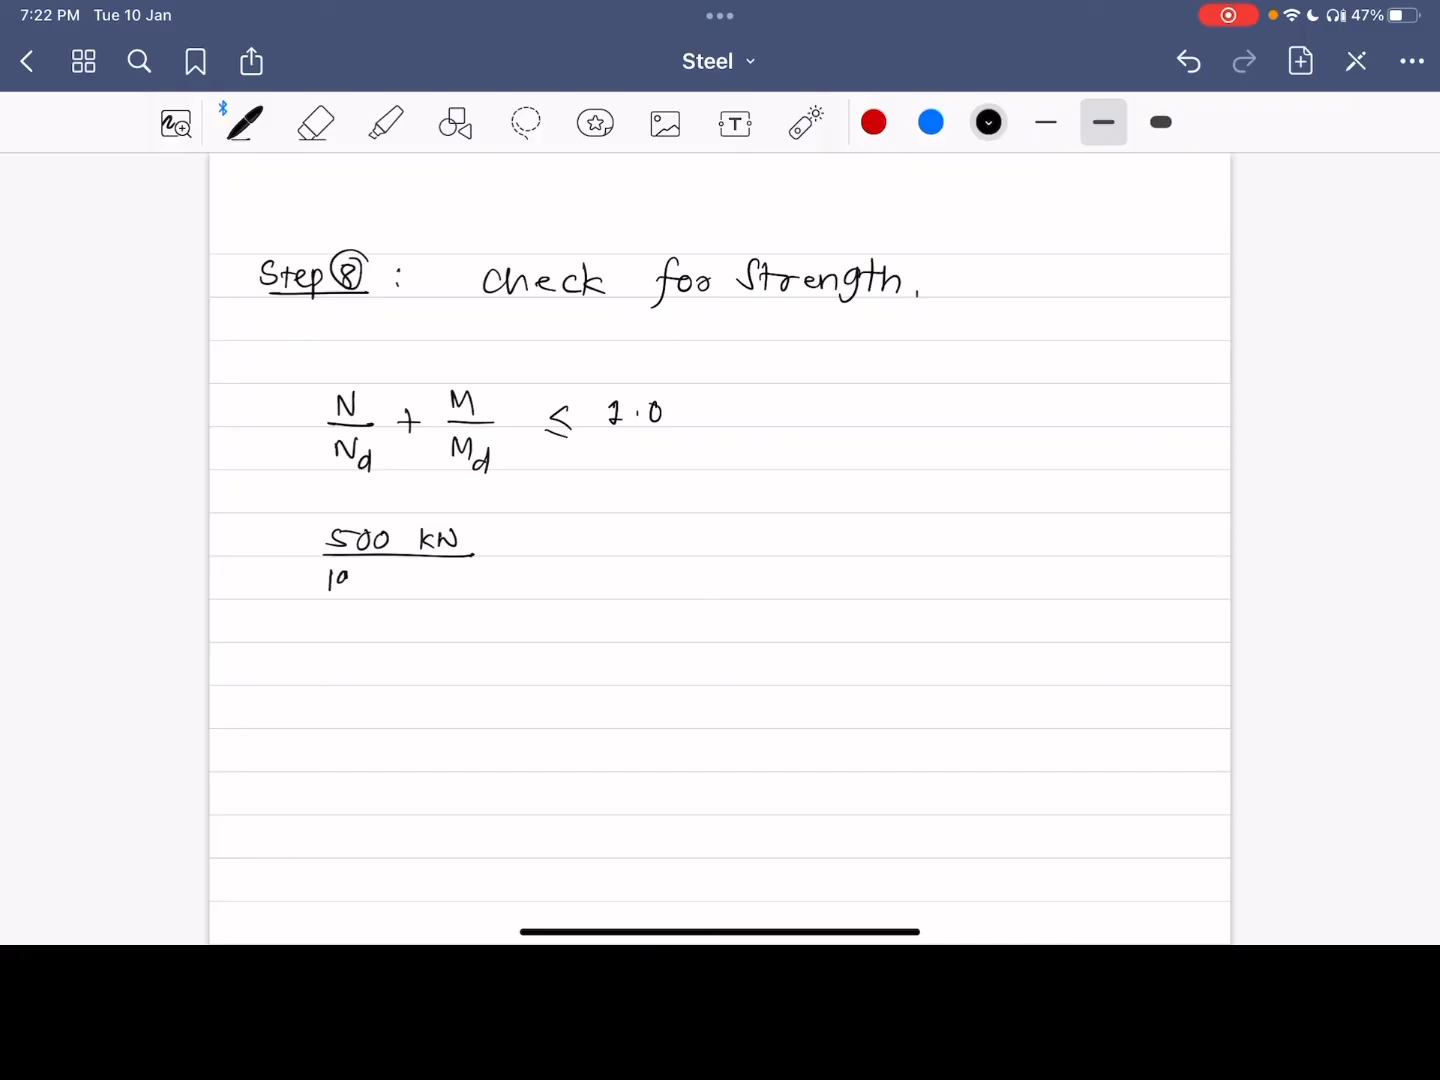 7:22 PM Tue 10 Jan
47%
Steel
T
Step 8 : Check for Strength.
N/Nd + M/Md ≤ 1.0
500 kN
10